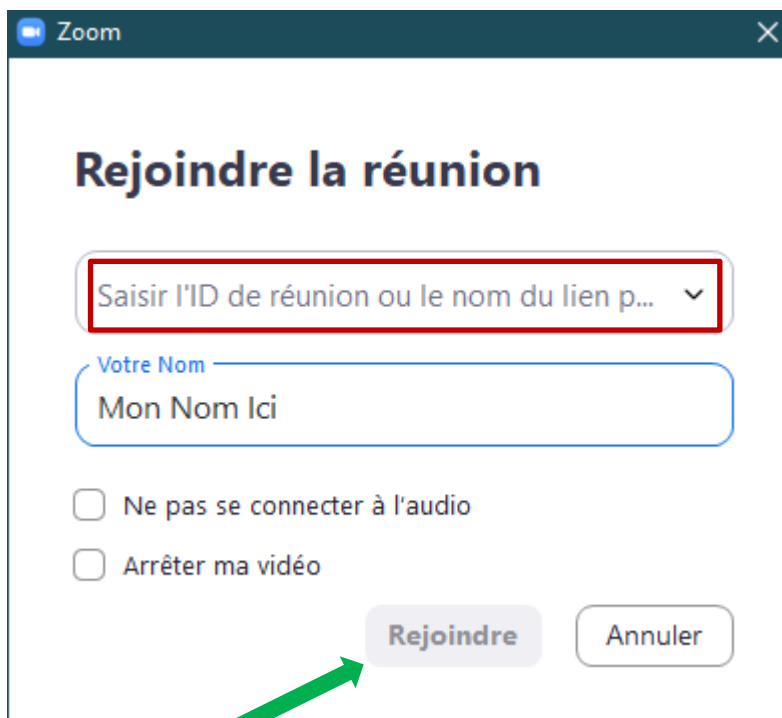 Zoom
Rejoindre la réunion
Saisir l'ID de réunion ou le nom du lien p...
Votre Nom
Mon Nom Ici
Ne pas se connecter à l'audio
Arrêter ma vidéo
Rejoindre
Annuler